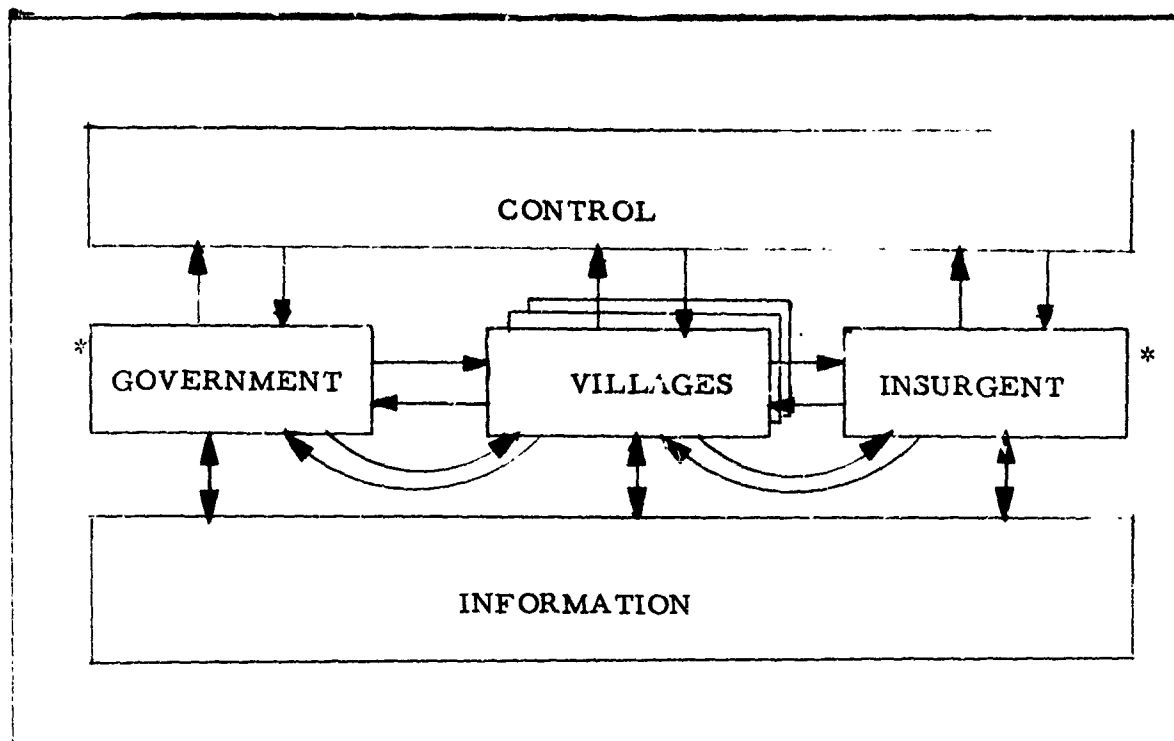 CONTROL
* GOVERNMENT VILLAGES INSURGENT *
INFORMATION